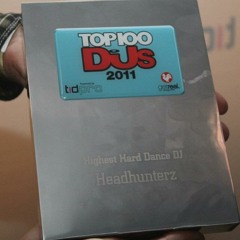 TOP100
DJs
2011
Highest Hard Dance DJ
Headhunterz